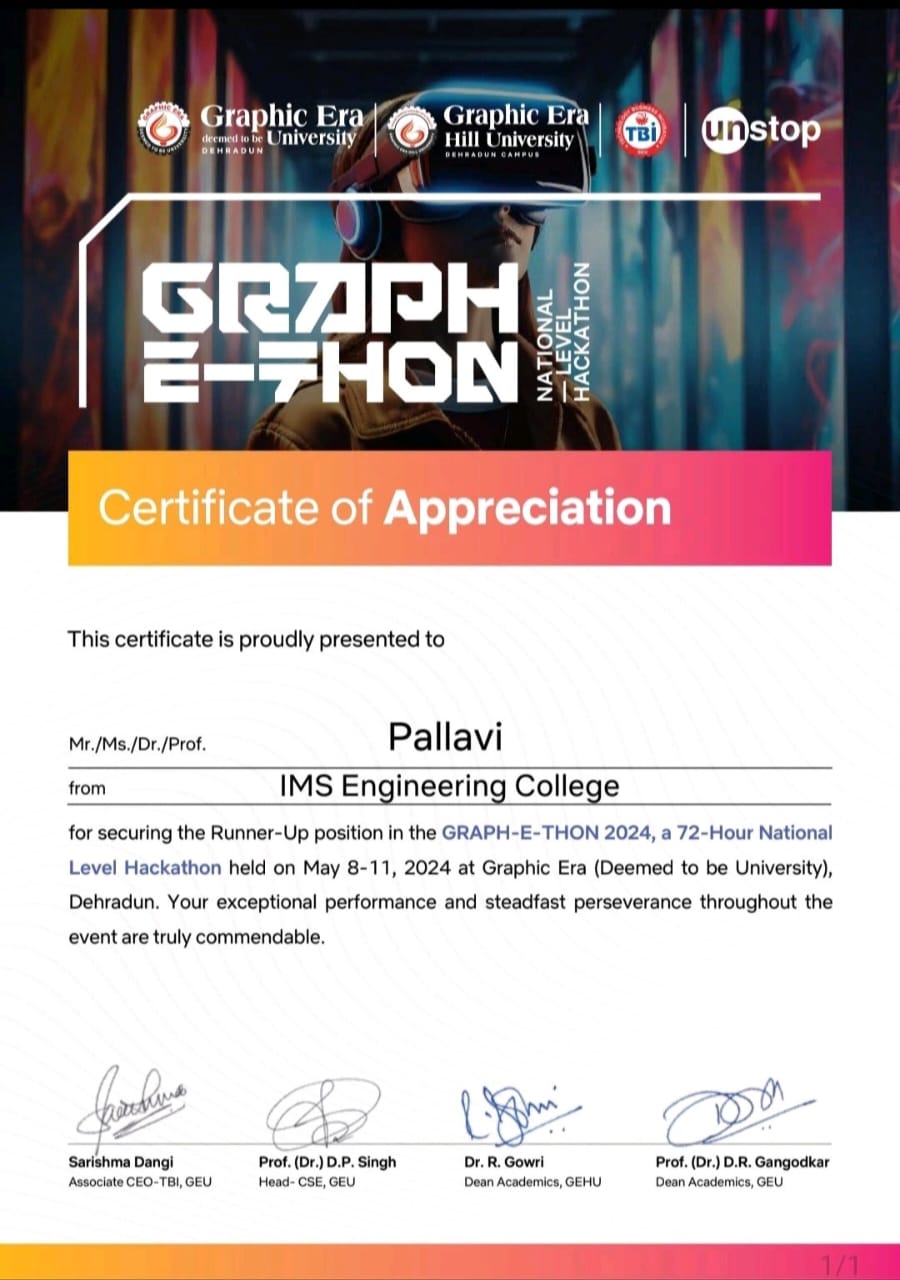 Graphic Era
deemed to be University
DEHRADUN
Graphic Era
Hill University
DEHRADUN CAMPUS
TBi
unstop
GRAPH
E-THON
NATIONAL
LEVEL
HACKATHON
Certificate of Appreciation
This certificate is proudly presented to
Mr./Ms./Dr./Prof. Pallavi
from IMS Engineering College
for securing the Runner-Up position in the GRAPH-E-THON 2024, a 72-Hour National
Level Hackathon held on May 8-11, 2024 at Graphic Era (Deemed to be University),
Dehradun. Your exceptional performance and steadfast perseverance throughout the
event are truly commendable.
Sarishma Dangi
Associate CEO-TBI, GEU
Prof. (Dr.) D.P. Singh
Head- CSE, GEU
Dr. R. Gowri
Dean Academics, GEHU
Prof. (Dr.) D.R. Gangodkar
Dean Academics, GEU
1/1